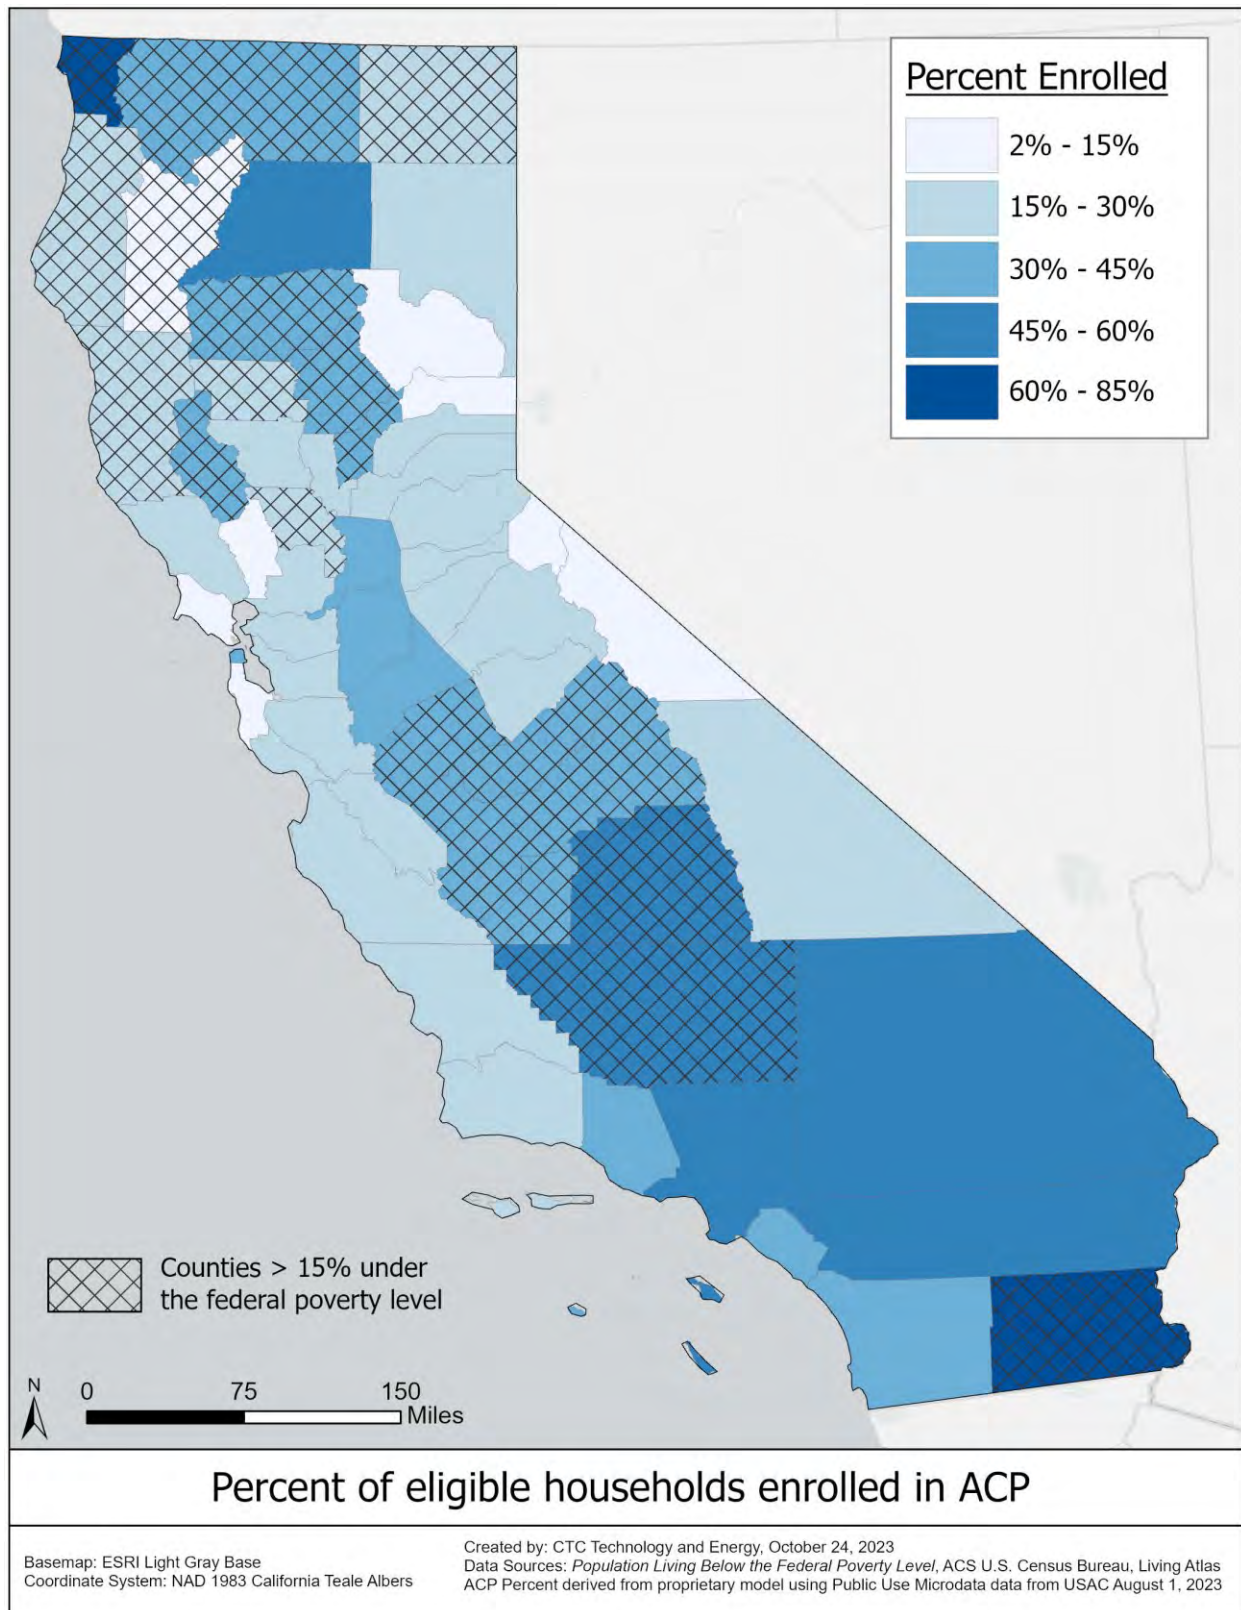 Percent Enrolled
2% - 15%
15% - 30%
30% - 45%
45% - 60%
60% - 85%
Counties > 15% under
the federal poverty level
N
0 75 150
Miles
Percent of eligible households enrolled in ACP
Basemap: ESRI Light Gray Base
Coordinate System: NAD 1983 California Teale Albers
Created by: CTC Technology and Energy, October 24, 2023
Data Sources: Population Living Below the Federal Poverty Level, ACS U.S. Census Bureau, Living Atlas
ACP Percent derived from proprietary model using Public Use Microdata data from USAC August 1, 2023